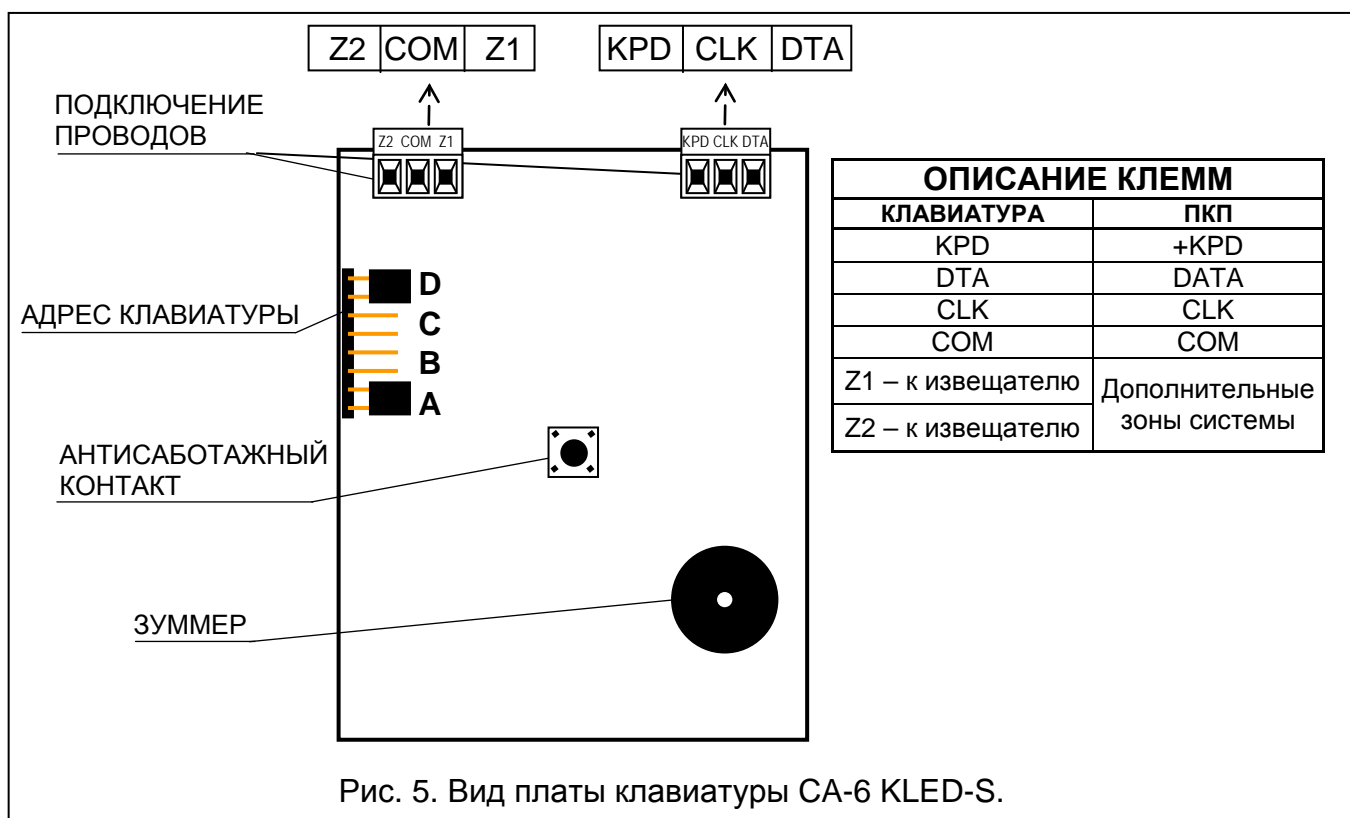 Z2 COM Z1
KPD CLK DTA
ПОДКЛЮЧЕНИЕ
ПРОВОДОВ
Z2 COM Z1
KPD CLK DTA
АДРЕС КЛАВИАТУРЫ
D
C
B
A
АНТИСАБОТАЖНЫЙ
КОНТАКТ
ЗУММЕР
ОПИСАНИЕ КЛЕММ
КЛАВИАТУРА ПКП
KPD +KPD
DTA DATA
CLK CLK
COM COM
Z1 – к извещателю
Z2 – к извещателю
Дополнительные
зоны системы
Рис. 5. Вид платы клавиатуры CA-6 KLED-S.